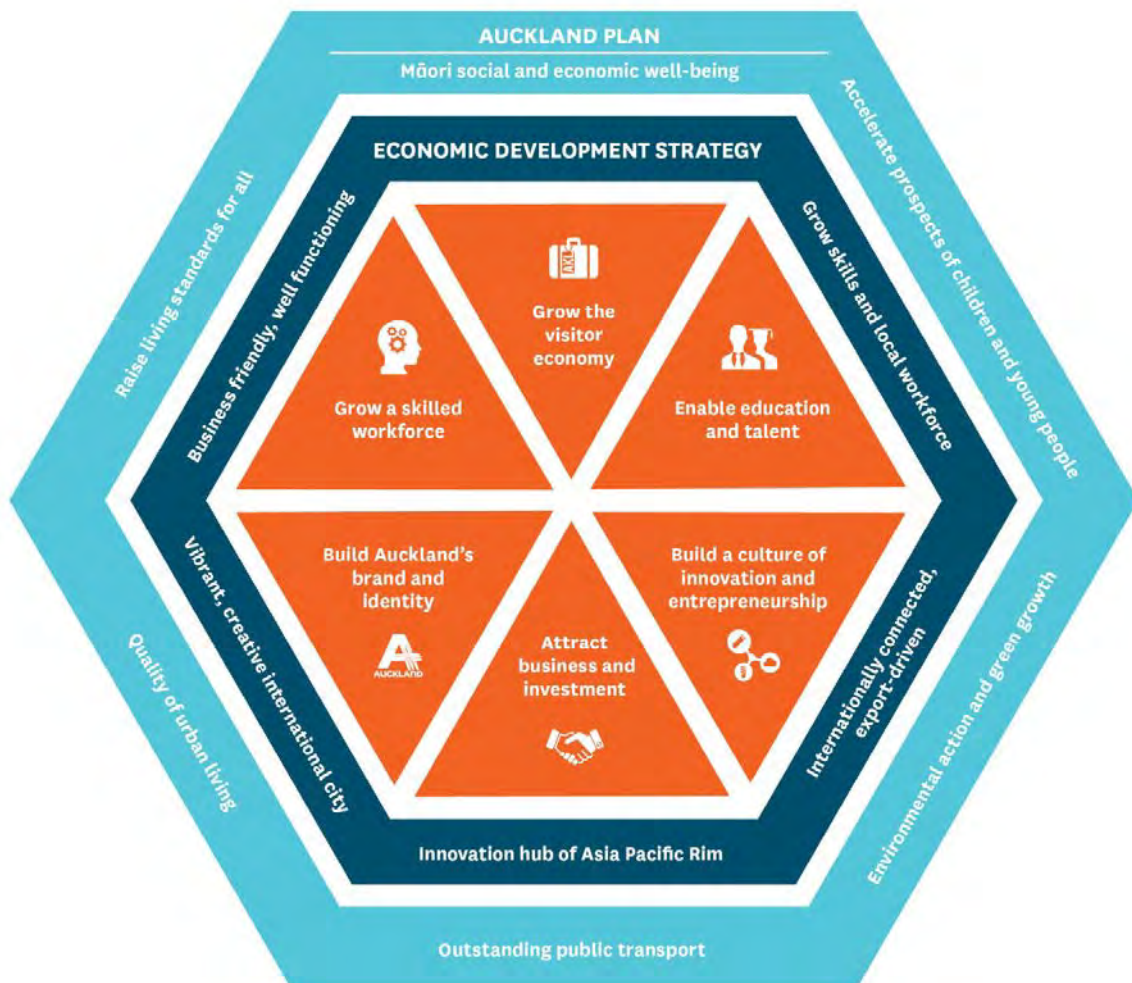 AUCKLAND PLAN
Māori social and economic well-being
Accelerate prospects of children and young people
Environmental action and green growth
Outstanding public transport
Quality of urban living
Raise living standards for all
ECONOMIC DEVELOPMENT STRATEGY
Grow skills and local workforce
Internationally connected,
export-driven
Innovation hub of Asia Pacific Rim
Vibrant, creative international city
Business friendly, well functioning
AKL
Grow the
visitor
economy
Grow a skilled
workforce
Enable education
and talent
Build Auckland's
brand and
identity
A
AUCKLAND
Attract
business and
investment
Build a culture of
innovation and
entrepreneurship